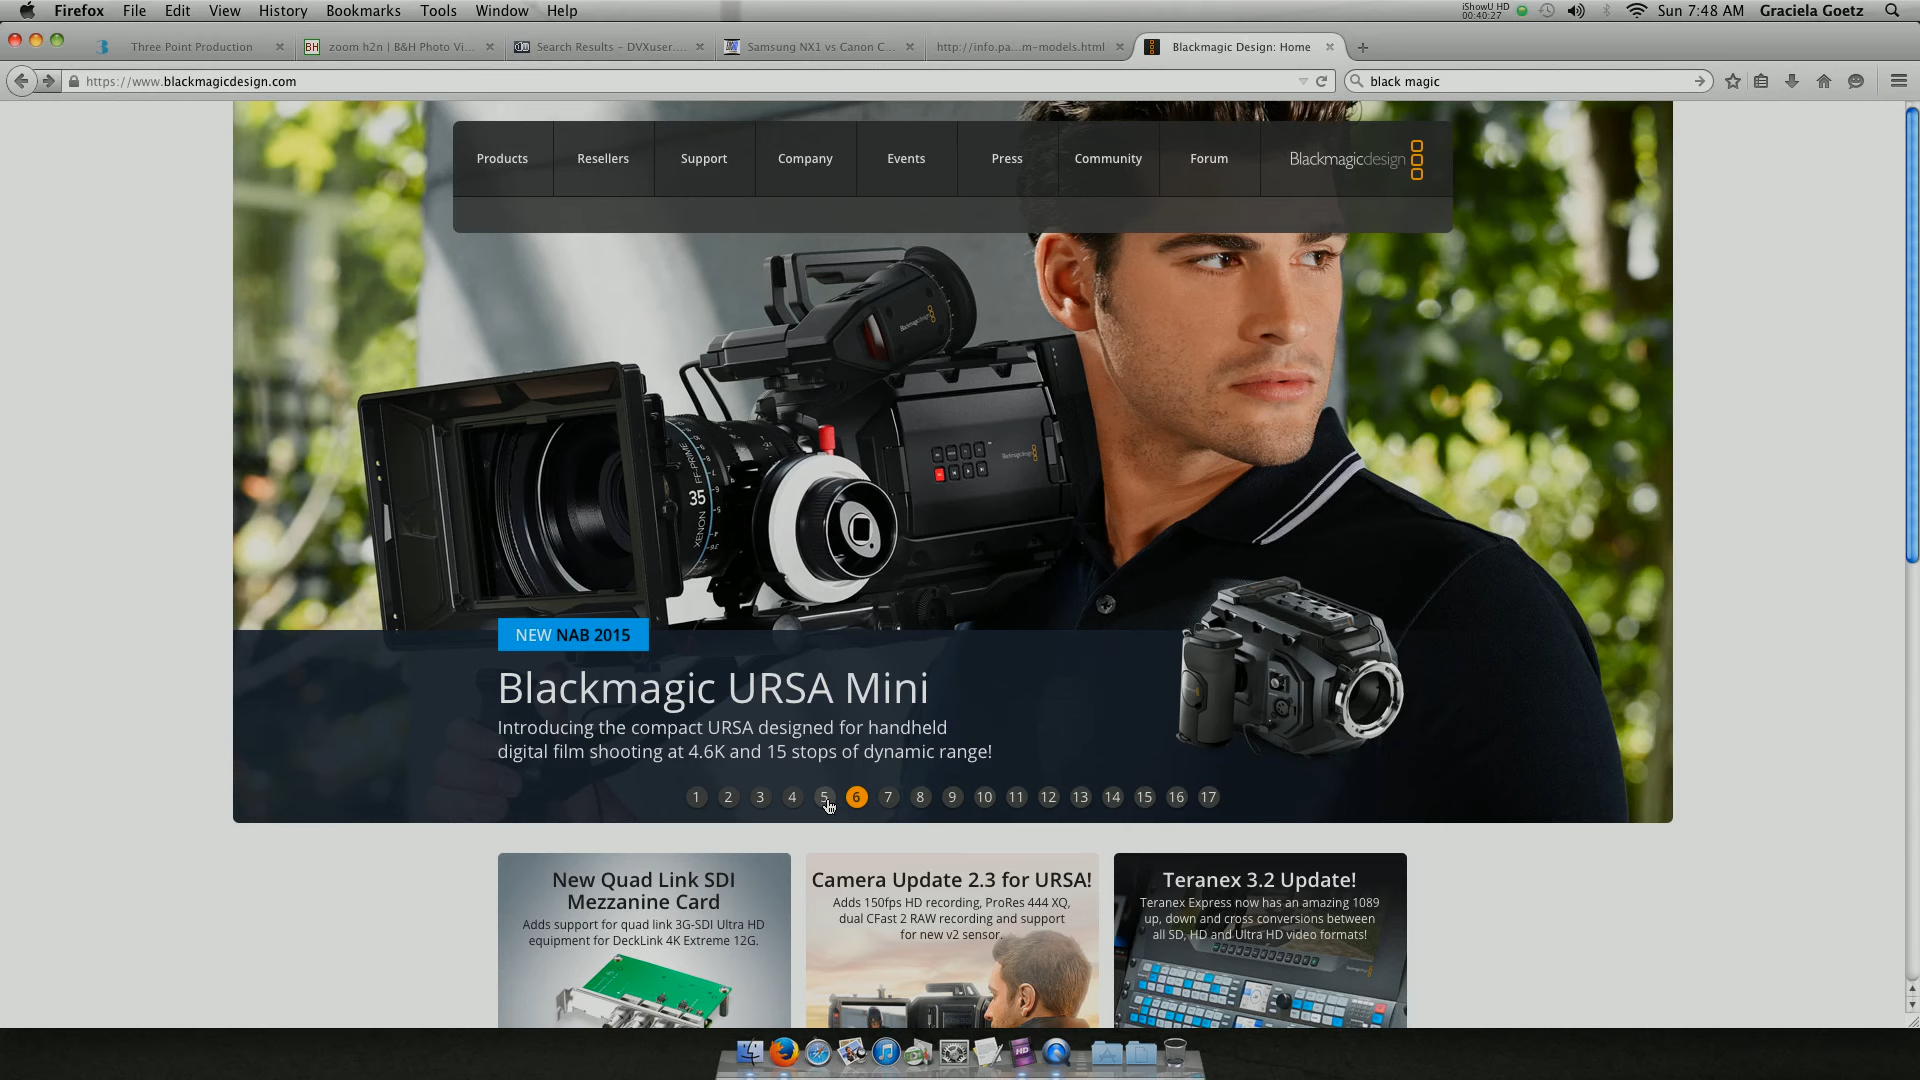 Firefox File Edit View History Bookmarks Tools Window Help
iShowU HD
00:40:27
Sun 7:48 AM Graciela Goetz
Three Point Production
BH zoom h2n | B&H Photo Vi...
Search Results – DVXuser....
Samsung NX1 vs Canon C...
http://info.pa...m-models.html
Blackmagic Design: Home
https://www.blackmagicdesign.com
black magic
Products Resellers Support Company Events Press Community Forum Blackmagicdesign
35
FF-PRIME
XENON
NEW NAB 2015
Blackmagic URSA Mini
Introducing the compact URSA designed for handheld
digital film shooting at 4.6K and 15 stops of dynamic range!
1 2 3 4 5 6 7 8 9 10 11 12 13 14 15 16 17
New Quad Link SDI
Mezzanine Card
Adds support for quad link 3G-SDI Ultra HD
equipment for DeckLink 4K Extreme 12G.
Camera Update 2.3 for URSA!
Adds 150fps HD recording, ProRes 444 XQ,
dual CFast 2 RAW recording and support
for new v2 sensor.
Teranex 3.2 Update!
Teranex Express now has an amazing 1089
up, down and cross conversions between
all SD, HD and Ultra HD video formats!
HD